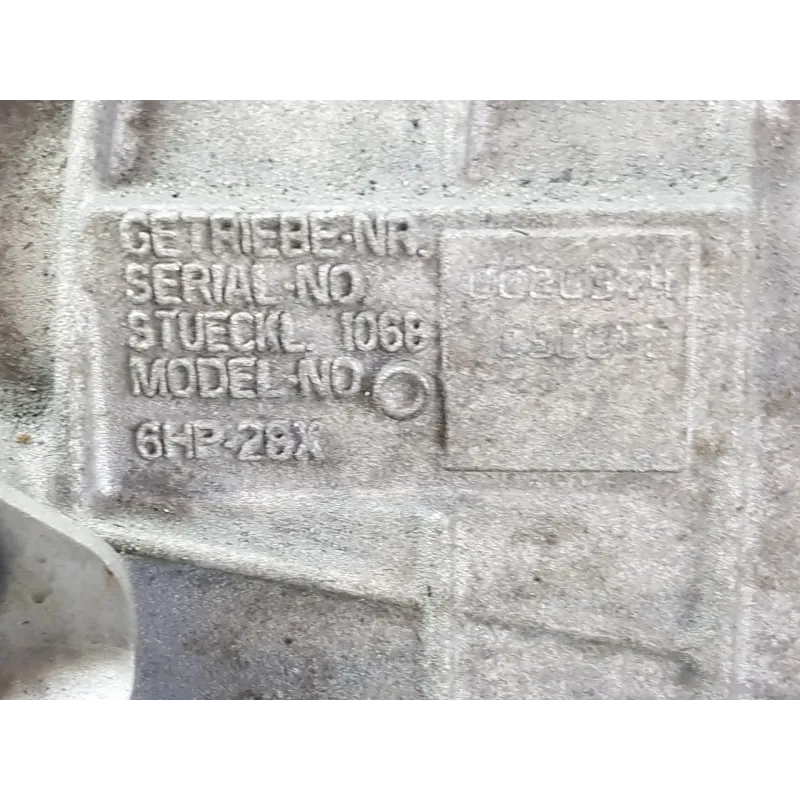 GETRIEBE-NR.
SERIAL-NO.
STUECKL. 1068
MODEL-NO.
6HP-28X